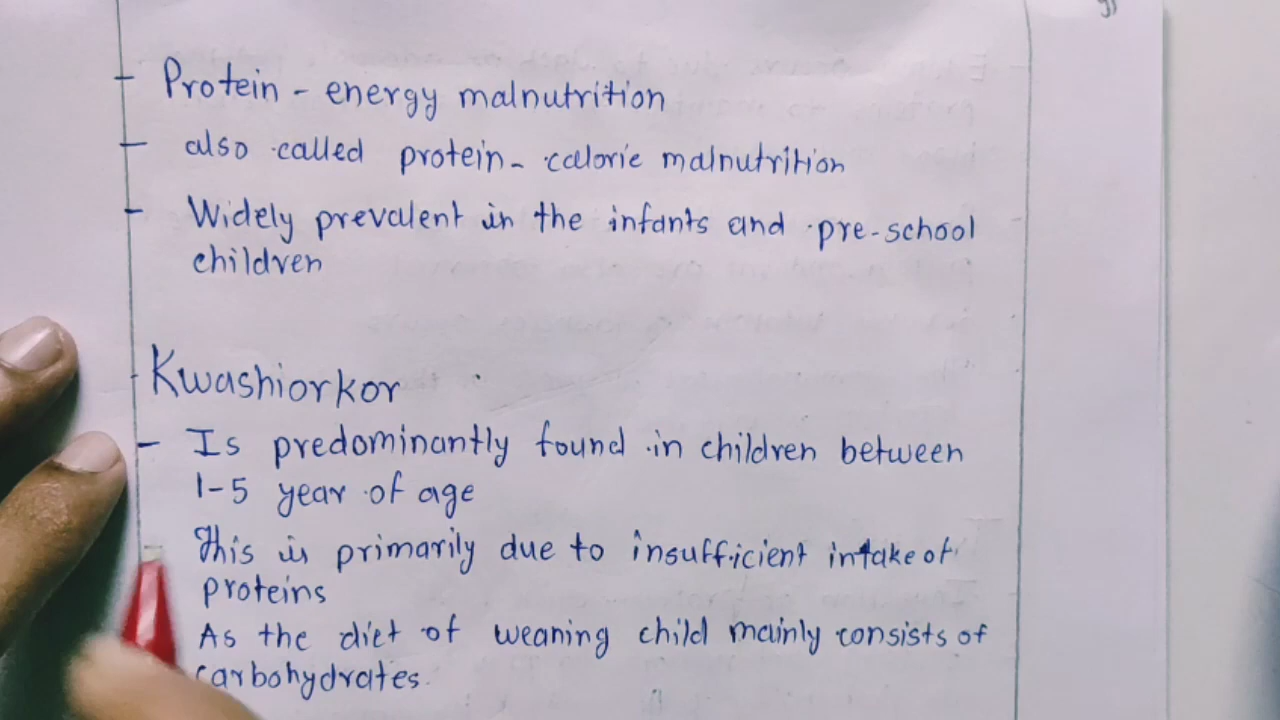 - Protein - energy malnutrition
- also called protein - calorie malnutrition
- Widely prevalent in the infants and pre-school
children
Kwashiorkor
- Is predominantly found in children between
1-5 year of age
This is primarily due to insufficient intake of
proteins
As the diet of weaning child mainly consists of
carbohydrates.